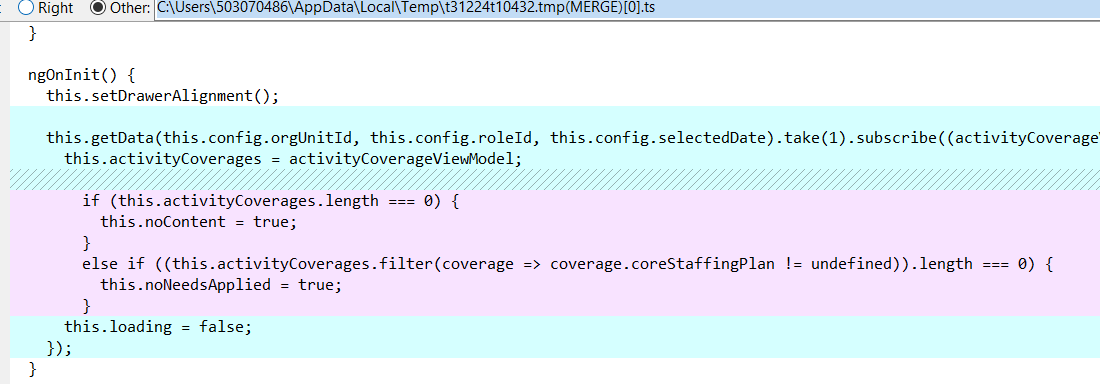 Right Other: C:\Users\503070486\AppData\Local\Temp\t31224t10432.tmp(MERGE)[0].ts
}
ngOnInit() {
this.setDrawerAlignment();
this.getData(this.config.orgUnitId, this.config.roleId, this.config.selectedDate).take(1).subscribe((activityCoverage
this.activityCoverages = activityCoverageViewModel;
if (this.activityCoverages.length === 0) {
this.noContent = true;
}
else if ((this.activityCoverages.filter(coverage => coverage.coreStaffingPlan != undefined)).length === 0) {
this.noNeedsApplied = true;
}
this.loading = false;
});
}